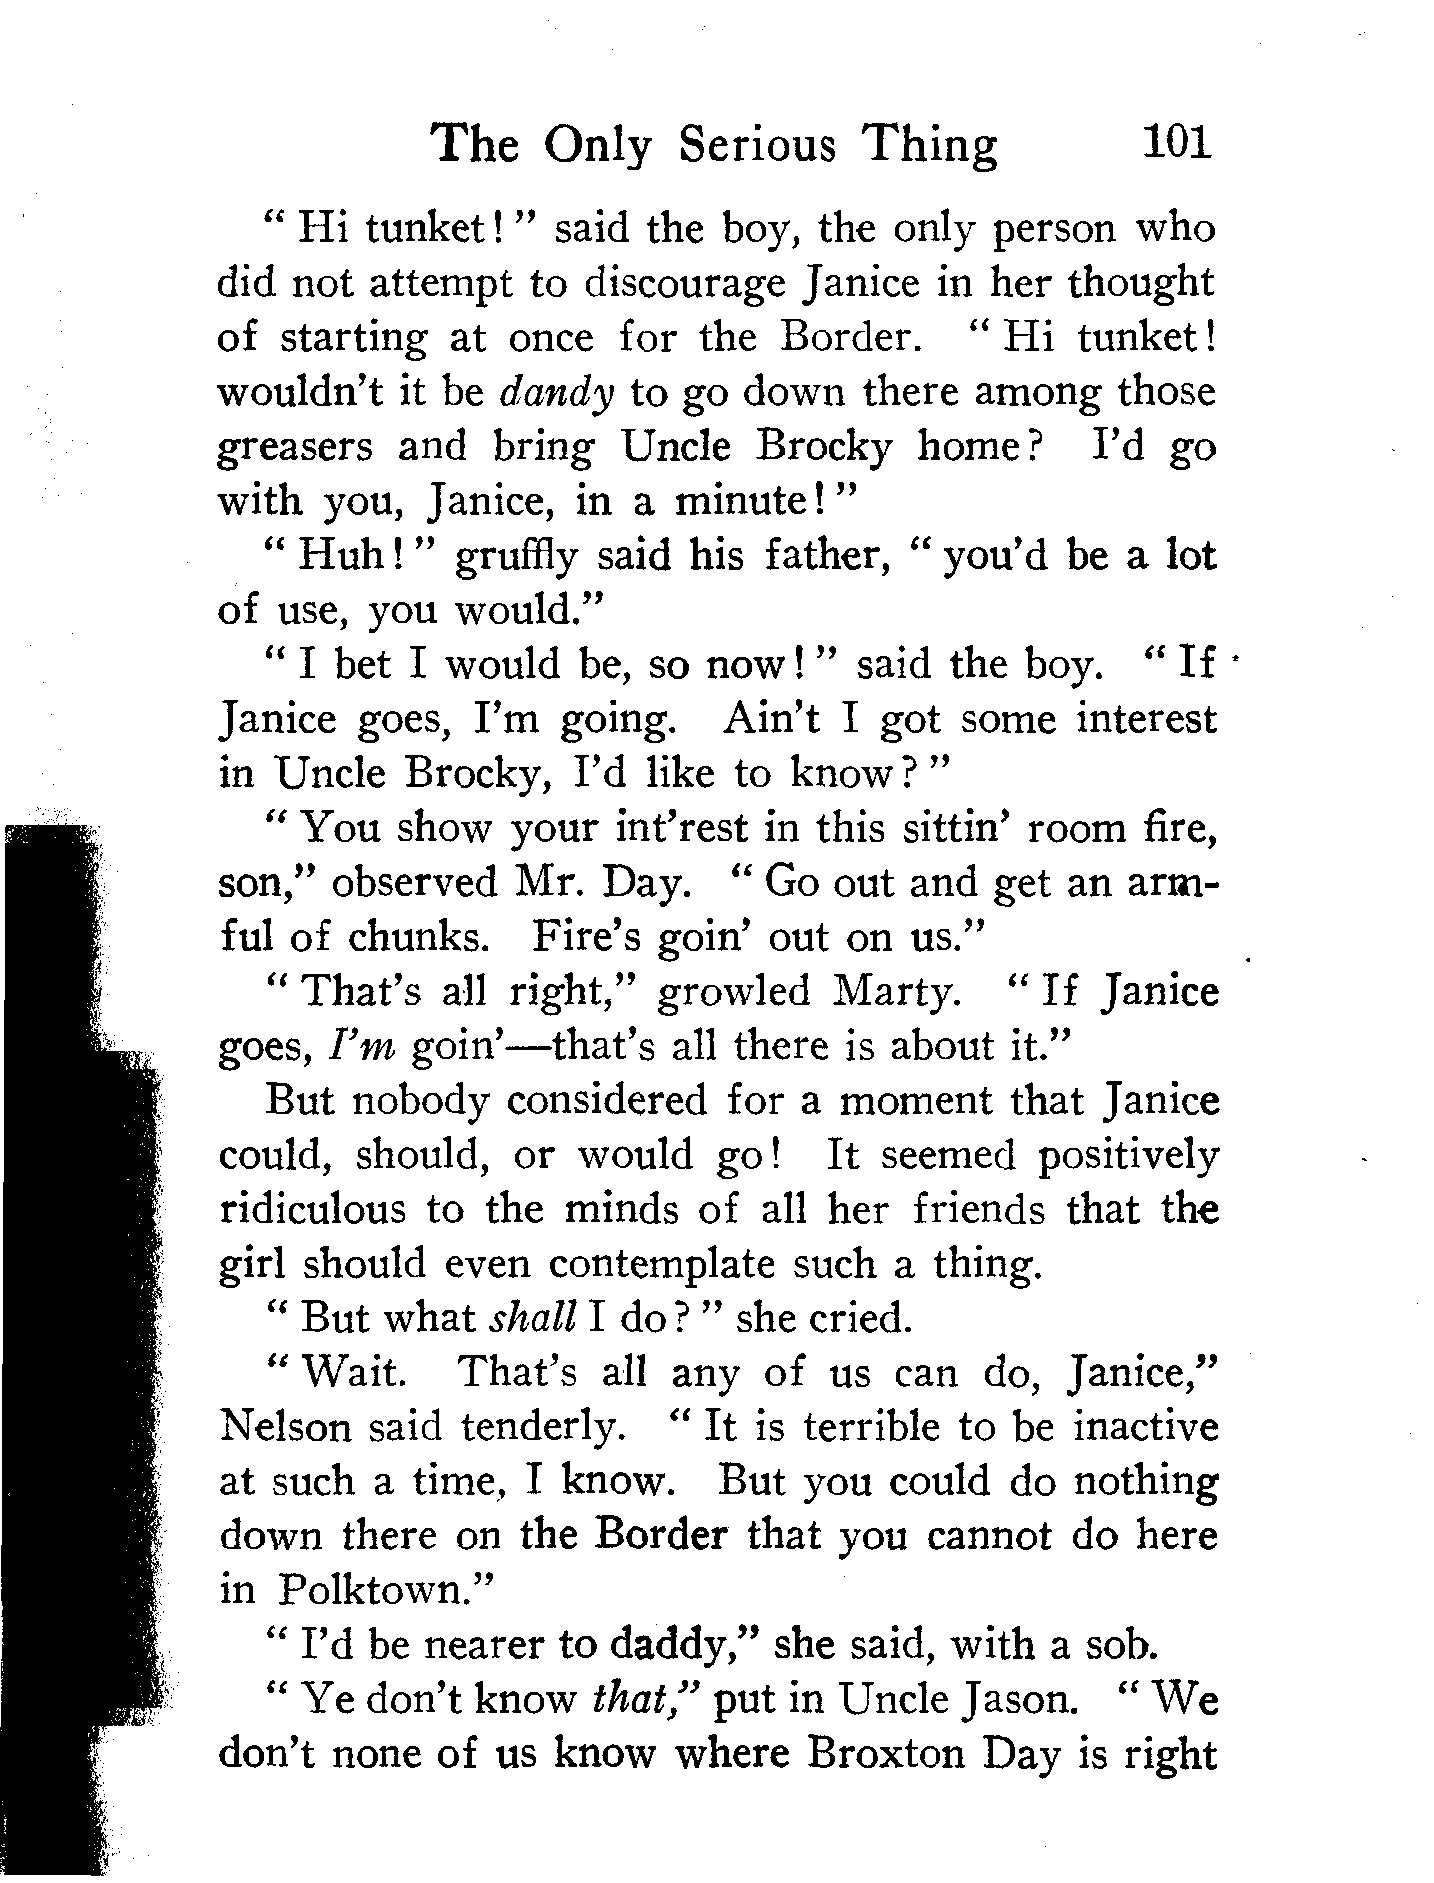 The Only Serious Thing 101
“ Hi tunket! ” said the boy, the only person who
did not attempt to discourage Janice in her thought
of starting at once for the Border. “ Hi tunket!
wouldn’t it be dandy to go down there among those
greasers and bring Uncle Brocky home? I’d go
with you, Janice, in a minute! ”
“ Huh! ” gruffly said his father, “ you’d be a lot
of use, you would.”
“ I bet I would be, so now! ” said the boy. “ If
Janice goes, I’m going. Ain’t I got some interest
in Uncle Brocky, I’d like to know? ”
“ You show your int’rest in this sittin’ room fire,
son,” observed Mr. Day. “ Go out and get an arm-
ful of chunks. Fire’s goin’ out on us.”
“ That’s all right,” growled Marty. “ If Janice
goes, I’m goin’—that’s all there is about it.”
But nobody considered for a moment that Janice
could, should, or would go! It seemed positively
ridiculous to the minds of all her friends that the
girl should even contemplate such a thing.
“ But what shall I do? ” she cried.
“ Wait. That’s all any of us can do, Janice,”
Nelson said tenderly. “ It is terrible to be inactive
at such a time, I know. But you could do nothing
down there on the Border that you cannot do here
in Polktown.”
“ I’d be nearer to daddy,” she said, with a sob.
“ Ye don’t know that,” put in Uncle Jason. “ We
don’t none of us know where Broxton Day is right